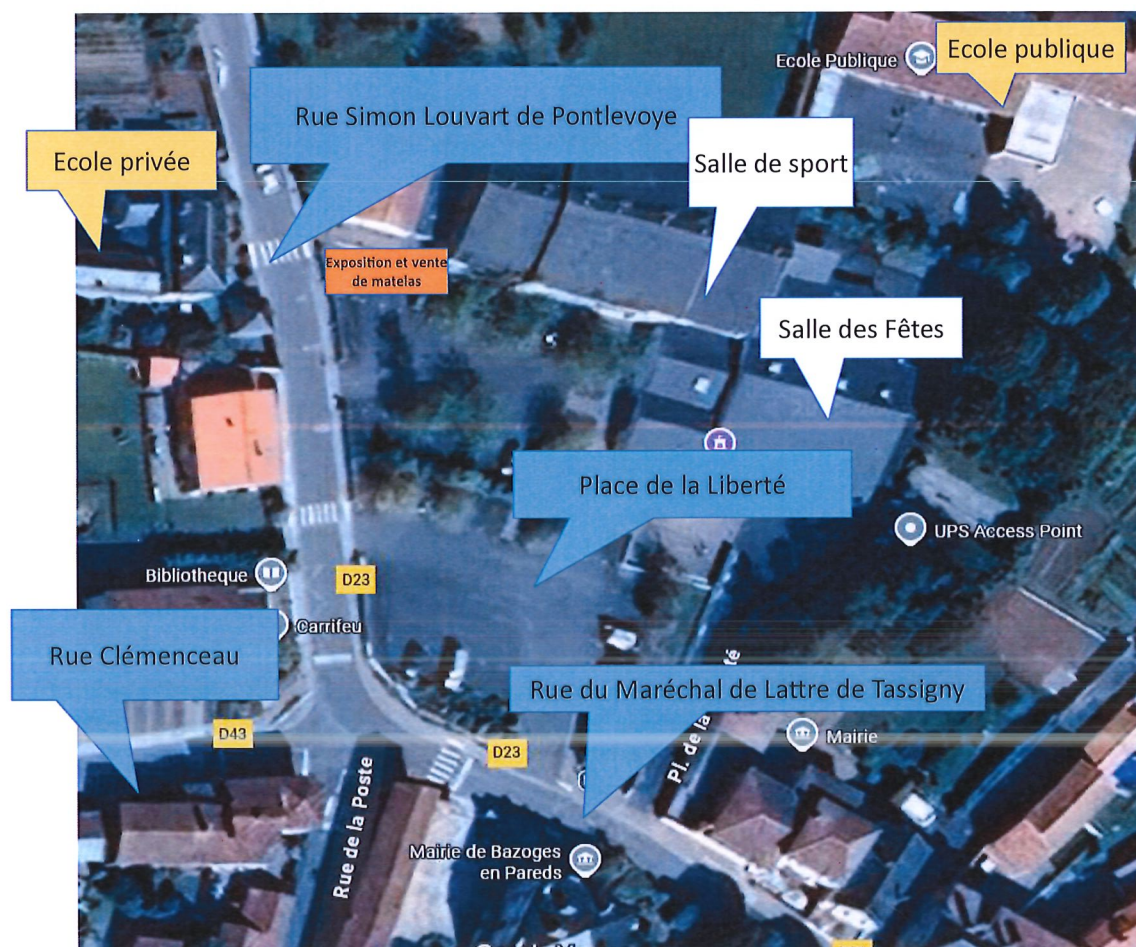 Ecole publique
Ecole Publique
Rue Simon Louvart de Pontlevoye
Ecole privée
Salle de sport
Exposition et vente
de matelas
Salle des Fêtes
Place de la Liberté
UPS Access Point
Bibliotheque
D23
Carrifeu
Rue Clémenceau
Rue du Maréchal de Lattre de Tassigny
D43
D23
Mairie
Pl. de la
té
Rue de la Poste
Mairie de Bazoges
en Pareds